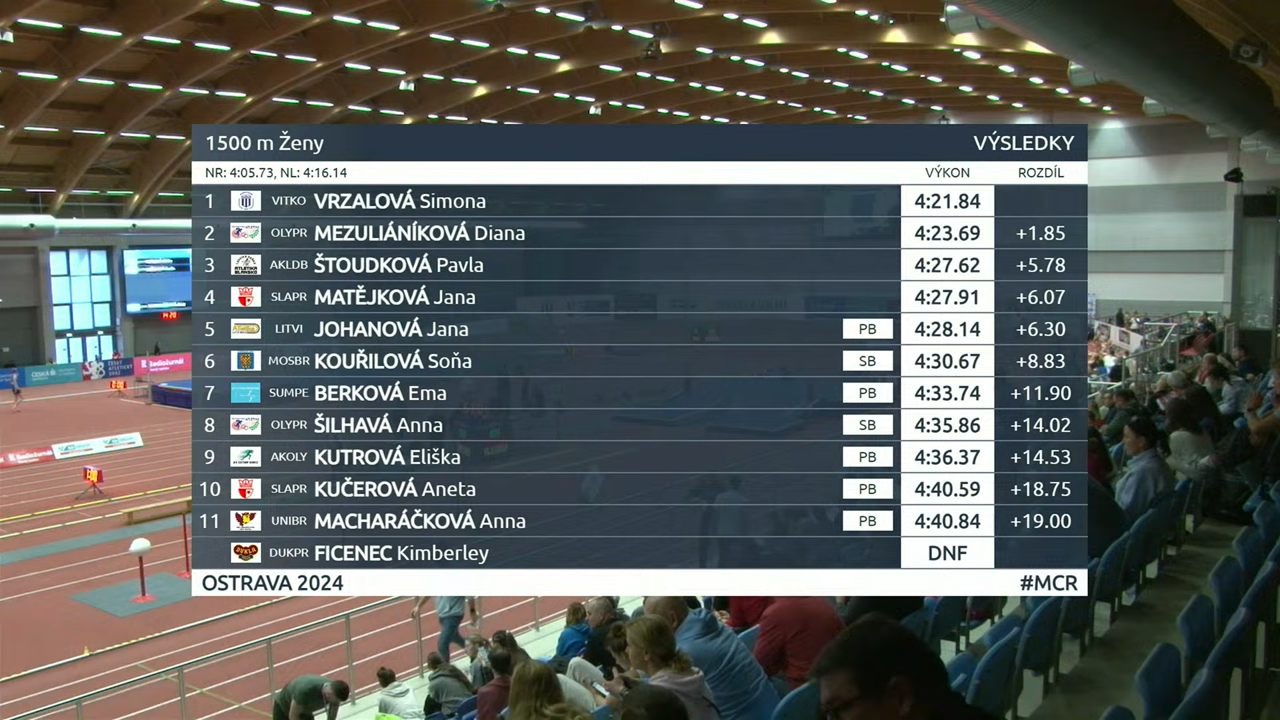 1500 m Ženy VÝSLEDKY
NR: 4:05.73, NL: 4:16.14 VÝKON ROZDÍL
1 VITKO VRZALOVÁ Simona 4:21.84
2 OLYPR MEZULIÁNÍKOVÁ Diana 4:23.69 +1.85
3 AKLDB ŠTOUDKOVÁ Pavla 4:27.62 +5.78
4 SLAPR MATĚJKOVÁ Jana 4:27.91 +6.07
5 LITVI JOHANOVÁ Jana PB 4:28.14 +6.30
6 MOSBR KOUŘILOVÁ Soňa SB 4:30.67 +8.83
7 SUMPE BERKOVÁ Ema PB 4:33.74 +11.90
8 OLYPR ŠILHAVÁ Anna SB 4:35.86 +14.02
9 AKOLY KUTROVÁ Eliška PB 4:36.37 +14.53
10 SLAPR KUČEROVÁ Aneta PB 4:40.59 +18.75
11 UNIBR MACHARÁČKOVÁ Anna PB 4:40.84 +19.00
DUKPR FICENEC Kimberley DNF
OSTRAVA 2024 #MCR